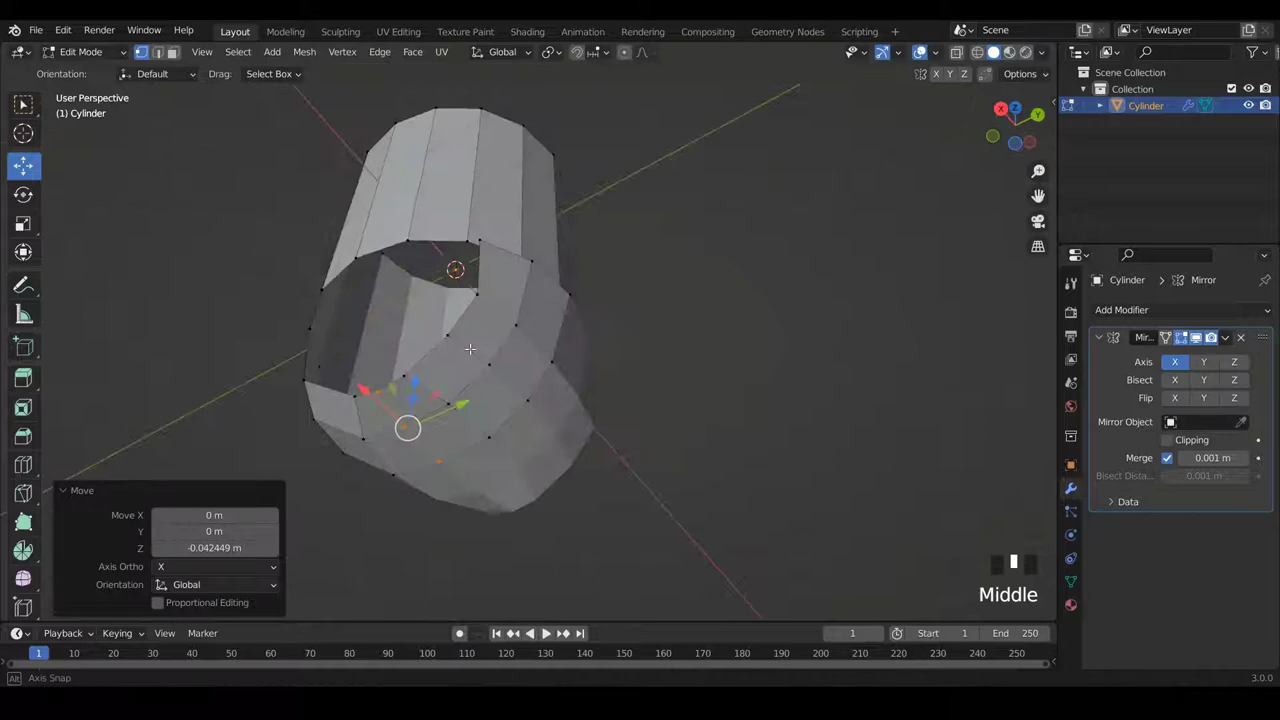 File Edit Render Window Help Layout Modeling Sculpting UV Editing Texture Paint Shading Animation Rendering Compositing Geometry Nodes Scripting Scene ViewLayer
Edit Mode View Select Add Mesh Vertex Edge Face UV Global
Orientation: Default Drag: Select Box X Y Z Options
Scene Collection
Collection
Cylinder
User Perspective
(1) Cylinder
X Z Y
Cylinder Mirror
Add Modifier
Mir...
Axis X Y Z
Bisect X Y Z
Flip X Y Z
Mirror Object
Clipping
Merge 0.001 m
Bisect Dista... 0.001 m
Data
Move
Move X 0 m
Y 0 m
Z -0.042449 m
Axis Ortho X
Orientation Global
Proportional Editing
Middle
Playback Keying View Marker 1 Start 1 End 250
1 10 20 30 40 50 60 70 80 90 100 110 120 130 140 150 160 170 180 190 200 210 220 230 240 250
Alt Axis Snap 3.0.0